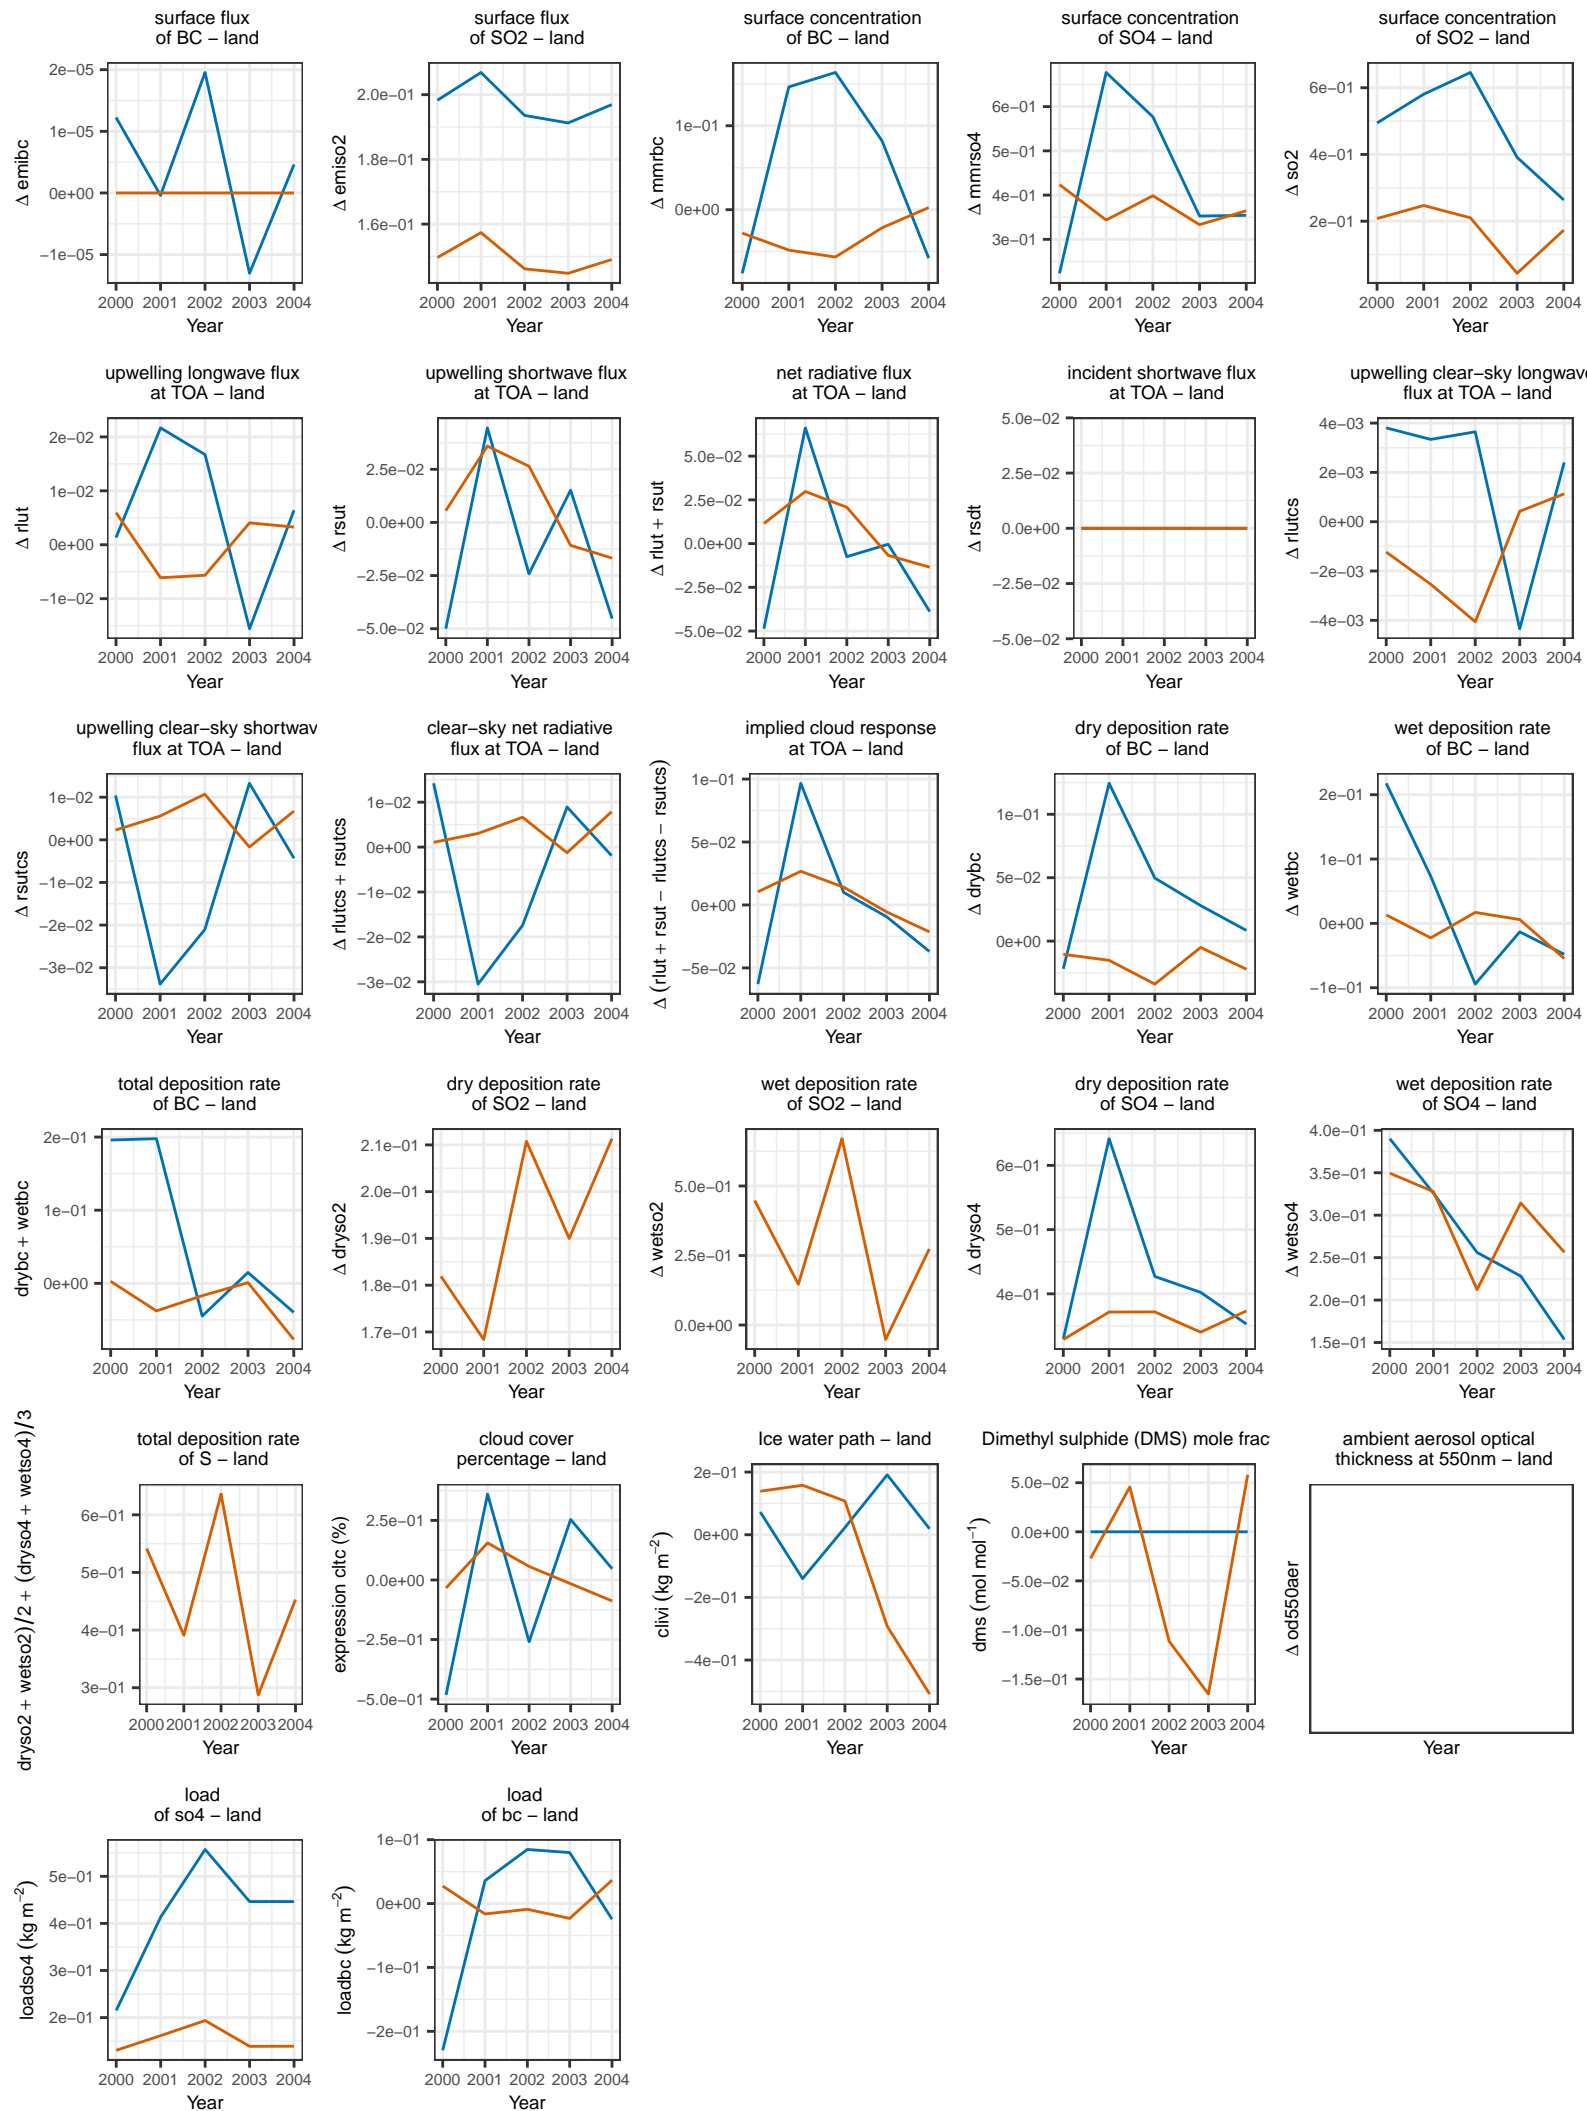 surface flux
of BC − land
2e−05
1e−05
0e+00
−1e−05
Δ emibc
2000 2001 2002 2003 2004
Year
surface flux
of SO2 − land
2.0e−01
1.8e−01
1.6e−01
Δ emiso2
2000 2001 2002 2003 2004
Year
surface concentration
of BC − land
1e−01
0e+00
Δ mmrbc
2000 2001 2002 2003 2004
Year
surface concentration
of SO4 − land
6e−01
5e−01
4e−01
3e−01
Δ mmrso4
2000 2001 2002 2003 2004
Year
surface concentration
of SO2 − land
6e−01
4e−01
2e−01
Δ so2
2000 2001 2002 2003 2004
Year
upwelling longwave flux
at TOA − land
2e−02
1e−02
0e+00
−1e−02
Δ rlut
2000 2001 2002 2003 2004
Year
upwelling shortwave flux
at TOA − land
2.5e−02
0.0e+00
−2.5e−02
−5.0e−02
Δ rsut
2000 2001 2002 2003 2004
Year
net radiative flux
at TOA − land
5.0e−02
2.5e−02
0.0e+00
−2.5e−02
−5.0e−02
Δ rlut + rsut
2000 2001 2002 2003 2004
Year
incident shortwave flux
at TOA − land
5.0e−02
2.5e−02
0.0e+00
−2.5e−02
−5.0e−02
Δ rsdt
2000 2001 2002 2003 2004
Year
upwelling clear−sky longwave
flux at TOA − land
4e−03
2e−03
0e+00
−2e−03
−4e−03
Δ rlutcs
2000 2001 2002 2003 2004
Year
upwelling clear−sky shortwav
flux at TOA − land
1e−02
0e+00
−1e−02
−2e−02
−3e−02
Δ rsutcs
2000 2001 2002 2003 2004
Year
clear−sky net radiative
flux at TOA − land
1e−02
0e+00
−1e−02
−2e−02
−3e−02
Δ rlutcs + rsutcs
2000 2001 2002 2003 2004
Year
implied cloud response
at TOA − land
1e−01
5e−02
0e+00
−5e−02
Δ (rlut + rsut − rlutcs − rsutcs)
2000 2001 2002 2003 2004
Year
dry deposition rate
of BC − land
1e−01
5e−02
0e+00
Δ drybc
2000 2001 2002 2003 2004
Year
wet deposition rate
of BC − land
2e−01
1e−01
0e+00
−1e−01
Δ wetbc
2000 2001 2002 2003 2004
Year
total deposition rate
of BC − land
2e−01
1e−01
0e+00
drybc + wetbc
2000 2001 2002 2003 2004
Year
dry deposition rate
of SO2 − land
2.1e−01
2.0e−01
1.9e−01
1.8e−01
1.7e−01
Δ dryso2
2000 2001 2002 2003 2004
Year
wet deposition rate
of SO2 − land
5.0e−01
2.5e−01
0.0e+00
Δ wetso2
2000 2001 2002 2003 2004
Year
dry deposition rate
of SO4 − land
6e−01
5e−01
4e−01
Δ dryso4
2000 2001 2002 2003 2004
Year
wet deposition rate
of SO4 − land
4.0e−01
3.5e−01
3.0e−01
2.5e−01
2.0e−01
1.5e−01
Δ wetso4
2000 2001 2002 2003 2004
Year
total deposition rate
of S − land
6e−01
5e−01
4e−01
3e−01
dryso2 + wetso2)/2 + (dryso4 + wetso4)/3
2000 2001 2002 2003 2004
Year
cloud cover
percentage − land
2.5e−01
0.0e+00
−2.5e−01
−5.0e−01
expression cltc (%)
2000 2001 2002 2003 2004
Year
Ice water path − land
2e−01
0e+00
−2e−01
−4e−01
clivi (kg m−2)
2000 2001 2002 2003 2004
Year
Dimethyl sulphide (DMS) mole frac
5.0e−02
0.0e+00
−5.0e−02
−1.0e−01
−1.5e−01
dms (mol mol−1)
2000 2001 2002 2003 2004
Year
ambient aerosol optical
thickness at 550nm − land
Δ od550aer
Year
load
of so4 − land
5e−01
4e−01
3e−01
2e−01
loadso4 (kg m−2)
2000 2001 2002 2003 2004
Year
load
of bc − land
1e−01
0e+00
−1e−01
−2e−01
loadbc (kg m−2)
2000 2001 2002 2003 2004
Year